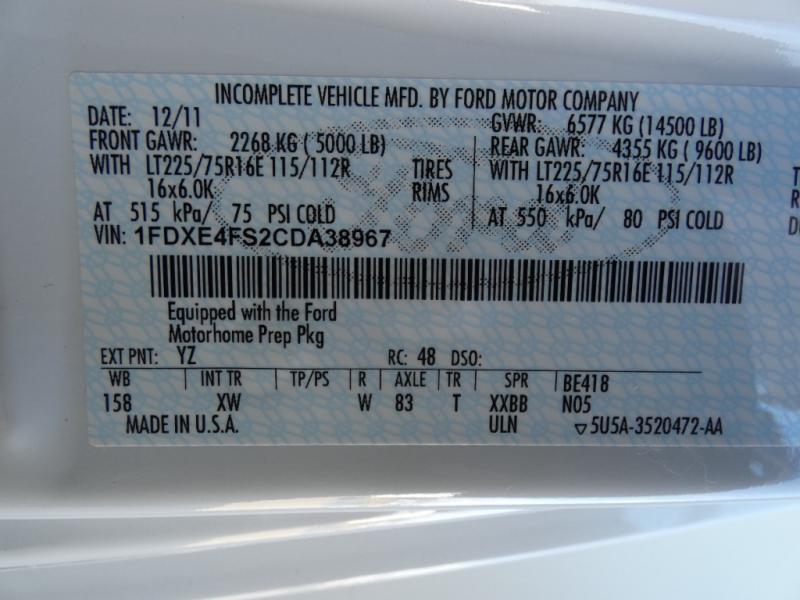 INCOMPLETE VEHICLE MFD. BY FORD MOTOR COMPANY
DATE: 12/11 GVWR: 6577 KG (14500 LB)
FRONT GAWR: 2268 KG ( 5000 LB) REAR GAWR: 4355 KG ( 9600 LB)
WITH LT225/75R16E 115/112R TIRES WITH LT225/75R16E 115/112R
16x6.0K RIMS 16x6.0K
AT 515 kPa/ 75 PSI COLD AT 550 kPa/ 80 PSI COLD
VIN: 1FDXE4FS2CDA38967
Equipped with the Ford
Motorhome Prep Pkg
EXT PNT: YZ RC: 48 DSO:
WB INT TR TP/PS R AXLE TR SPR BE418
158 XW W 83 T XXBB N05
MADE IN U.S.A. ULN ▽5U5A-3520472-AA